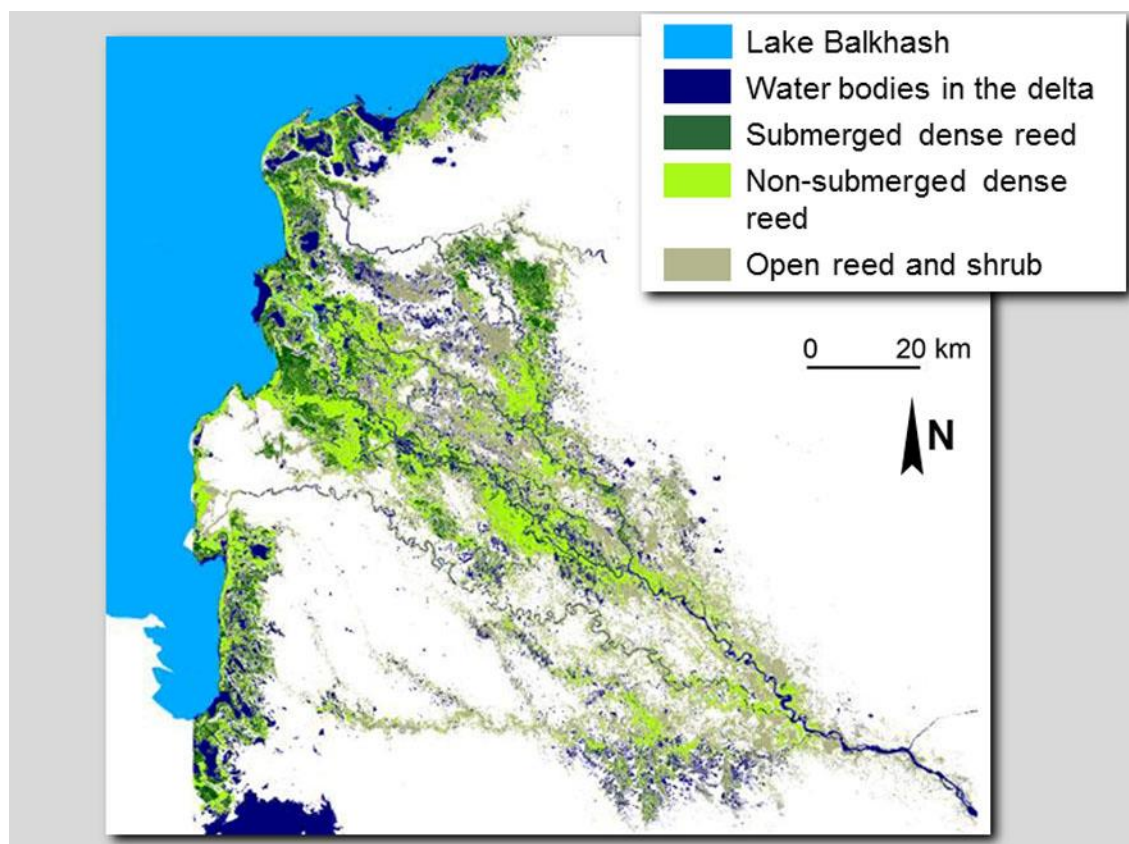 Lake Balkhash
Water bodies in the delta
Submerged dense reed
Non-submerged dense
reed
Open reed and shrub
0 20 km
N